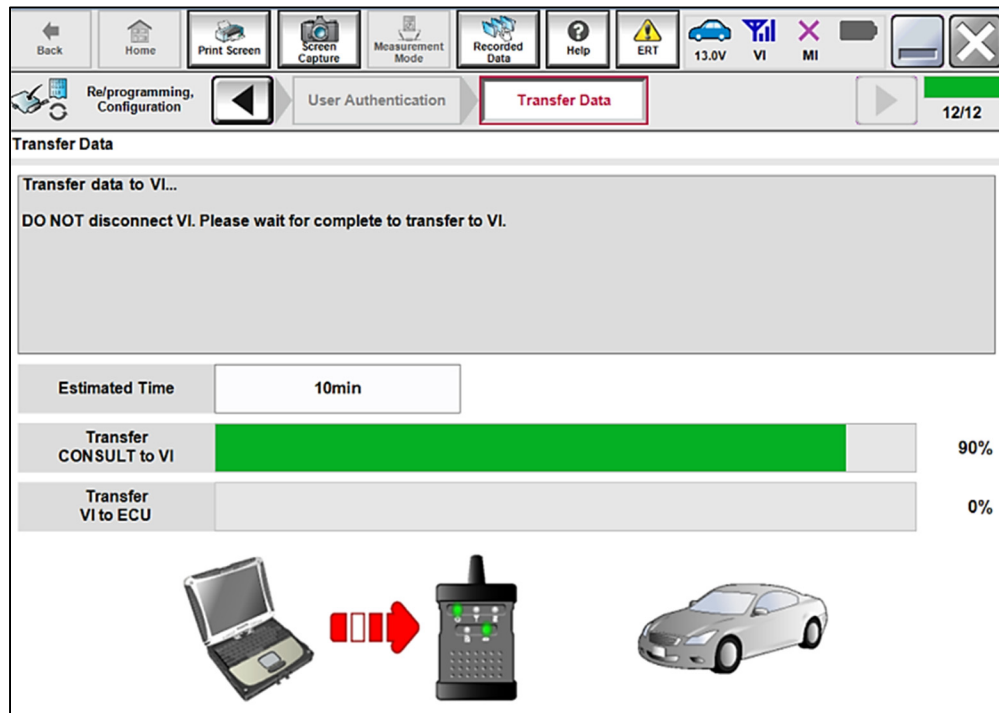 Back
Home
Print Screen
Screen
Capture
Measurement
Mode
Recorded
Data
Help
ERT
13.0V
VI
MI
Re/programming,
Configuration
User Authentication
Transfer Data
12/12
Transfer Data
Transfer data to VI...
DO NOT disconnect VI. Please wait for complete to transfer to VI.
Estimated Time
10min
Transfer
CONSULT to VI
90%
Transfer
VI to ECU
0%